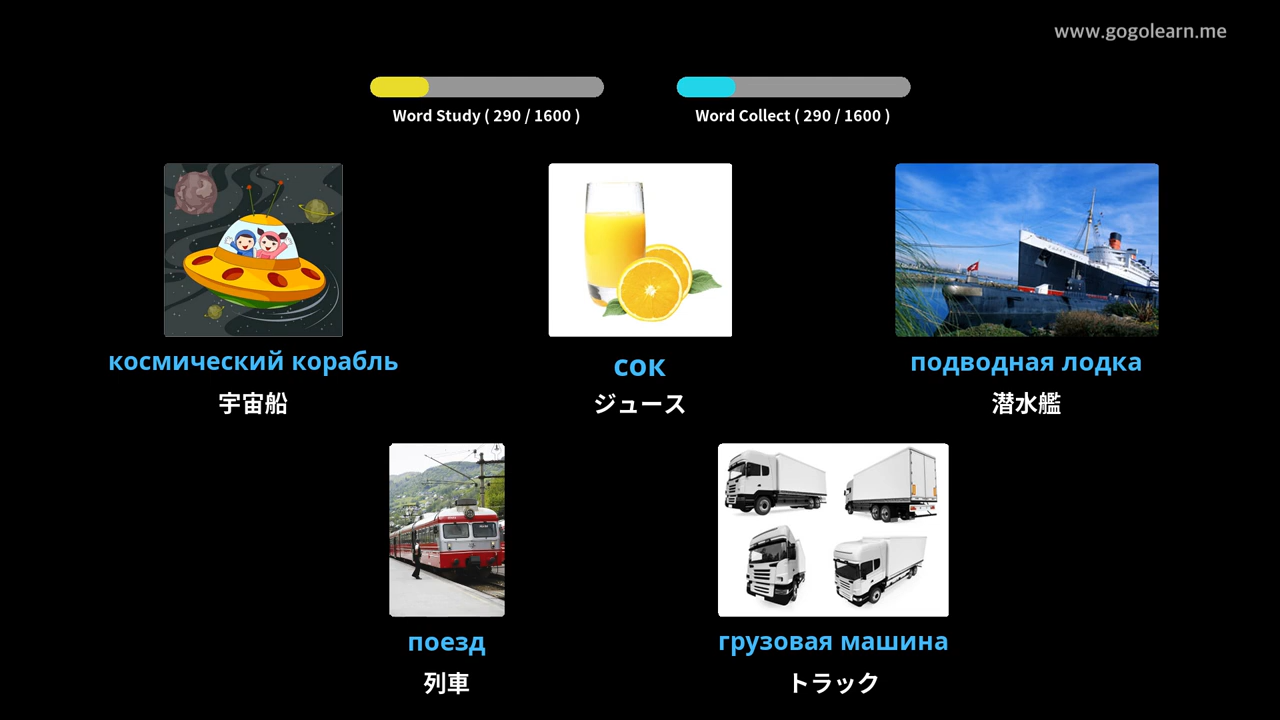 www.gogolearn.me
Word Study ( 290 / 1600 )
Word Collect ( 290 / 1600 )
космический корабль
宇宙船
сок
ジュース
подводная лодка
潜水艦
поезд
列車
грузовая машина
トラック